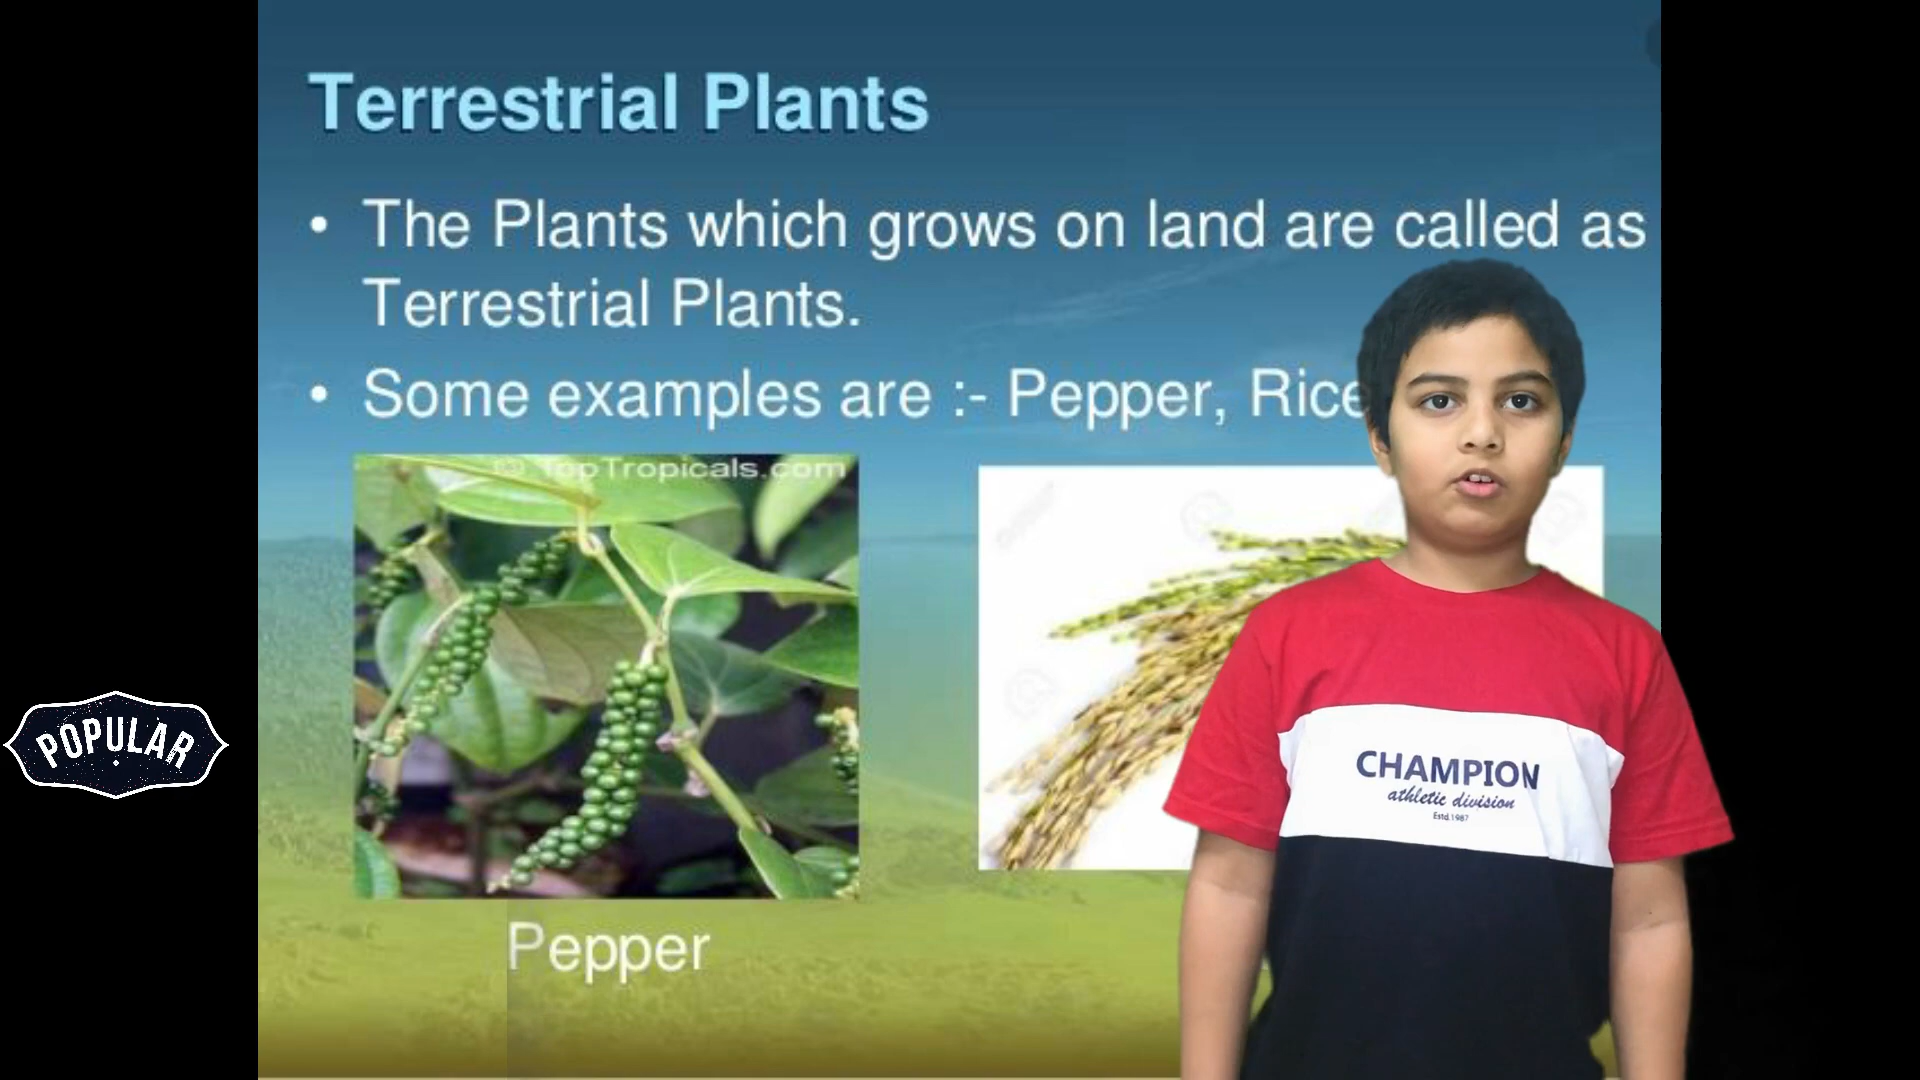 Terrestrial Plants
• The Plants which grows on land are called as
Terrestrial Plants.
• Some examples are :- Pepper, Rice
© TopTropicals.com
CHAMPION
athletic division
Estd.1987
POPULAR
Pepper